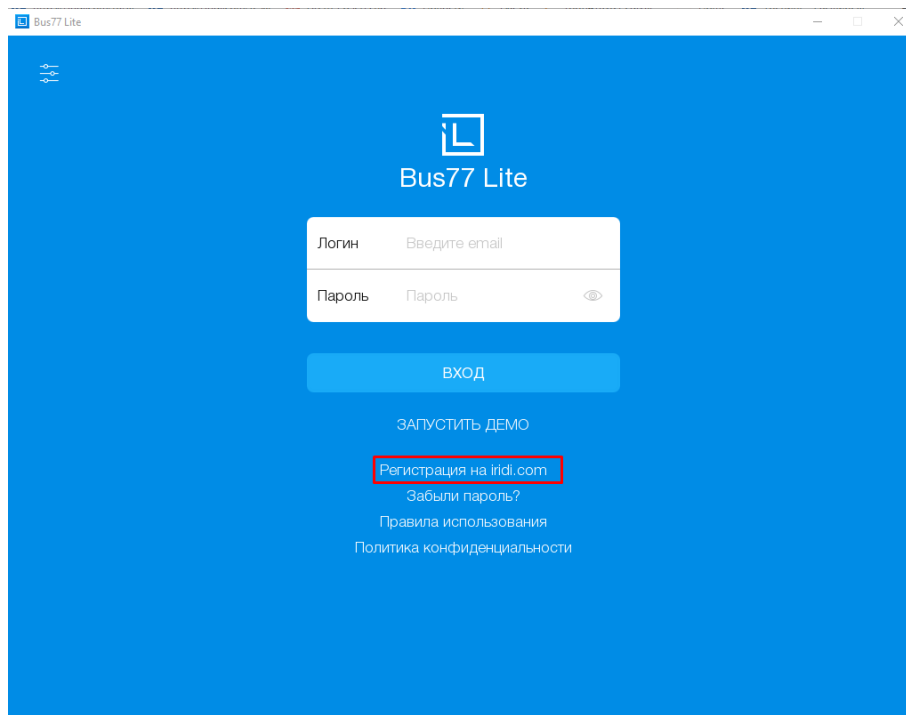 Bus77 Lite
Bus77 Lite
Логин Введите email
Пароль Пароль
ВХОД
ЗАПУСТИТЬ ДЕМО
Регистрация на iridi.com
Забыли пароль?
Правила использования
Политика конфиденциальности